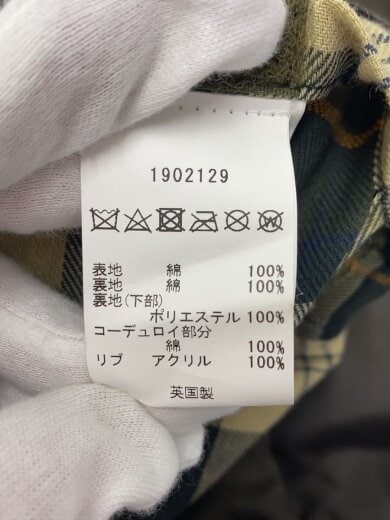 1902129
表地 綿 100%
裏地 綿 100%
裏地(下部)
ポリエステル 100%
コーデュロイ部分
綿 100%
リブ アクリル 100%
英国製